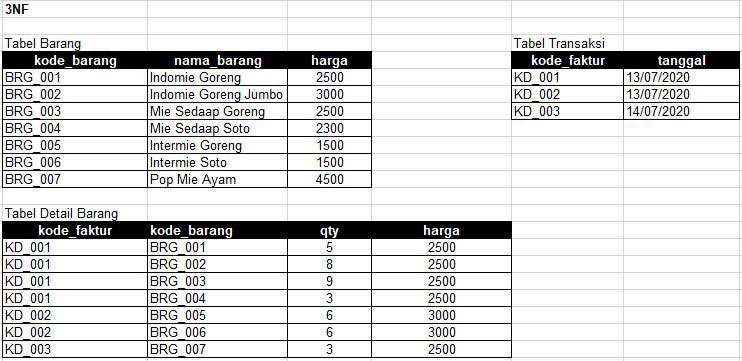 3NF
Tabel Barang
kode_barang nama_barang harga
BRG_001 Indomie Goreng 2500
BRG_002 Indomie Goreng Jumbo 3000
BRG_003 Mie Sedaap Goreng 2500
BRG_004 Mie Sedaap Soto 2300
BRG_005 Intermie Goreng 1500
BRG_006 Intermie Soto 1500
BRG_007 Pop Mie Ayam 4500
Tabel Transaksi
kode_faktur tanggal
KD_001 13/07/2020
KD_002 13/07/2020
KD_003 14/07/2020
Tabel Detail Barang
kode_faktur kode_barang qty harga
KD_001 BRG_001 5 2500
KD_001 BRG_002 8 2500
KD_001 BRG_003 9 2500
KD_001 BRG_004 3 2500
KD_002 BRG_005 6 3000
KD_002 BRG_006 6 3000
KD_003 BRG_007 3 2500